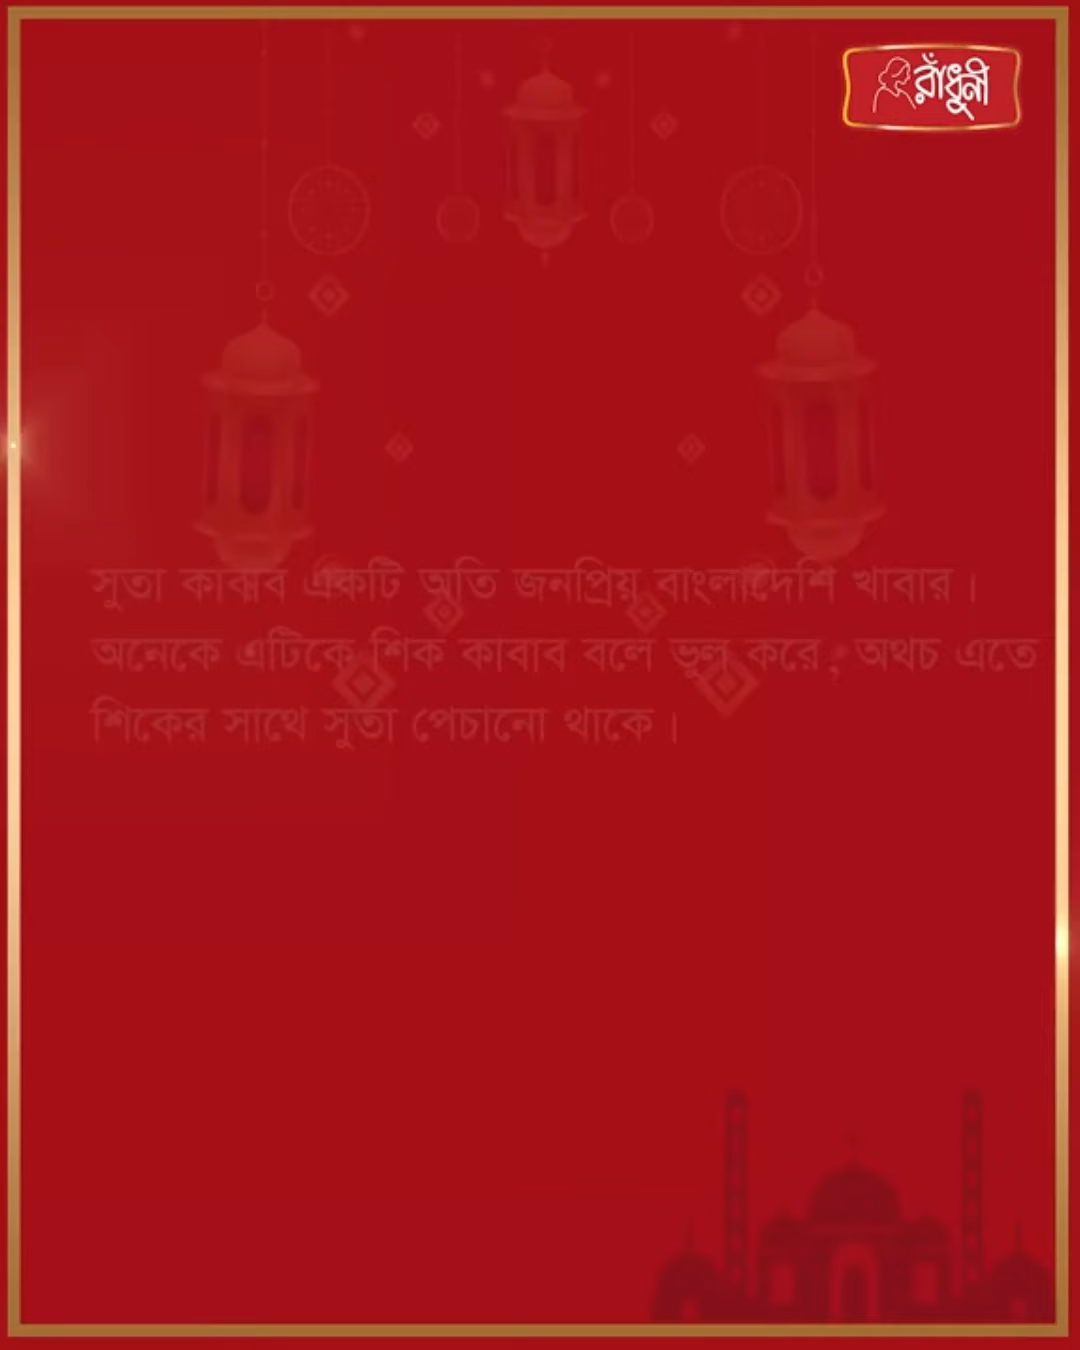 রাঁধুনী
সুতা কাবাব একটি অতি জনপ্রিয় বাংলাদেশি খাবার।
অনেকে এটিকে শিক কাবাব বলে ভুল করে, অথচ এতে
শিকের সাথে সুতা পেচানো থাকে।